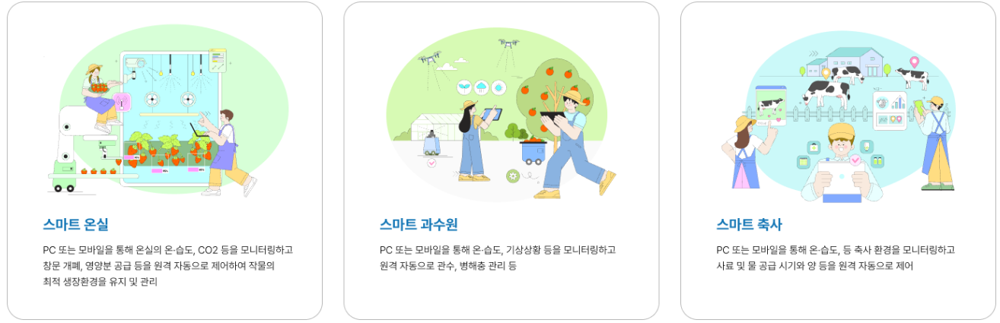 스마트 온실
PC 또는 모바일을 통해 온실의 온·습도, CO2 등을 모니터링하고
창문 개폐, 영양분 공급 등을 원격 자동으로 제어하여 작물의
최적 생장환경을 유지 및 관리
스마트 과수원
PC 또는 모바일을 통해 온·습도, 기상상황 등을 모니터링하고
원격 자동으로 관수, 병해충 관리 등
스마트 축사
PC 또는 모바일을 통해 온·습도, 등 축사 환경을 모니터링하고
사료 및 물 공급 시기와 양 등을 원격 자동으로 제어